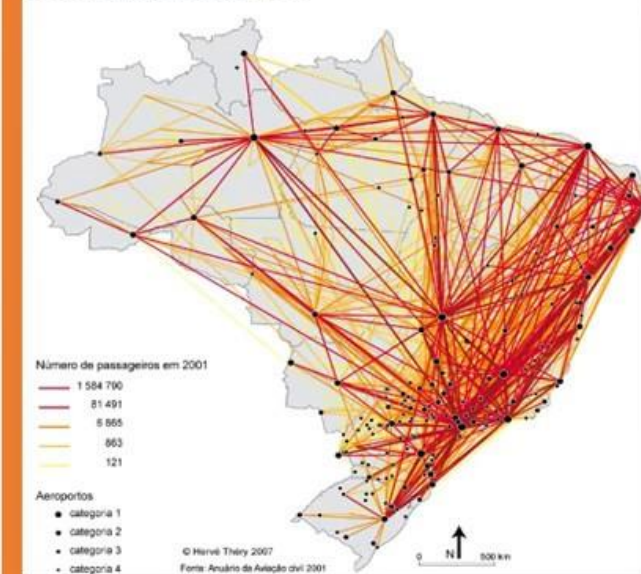 Número de passageiros em 2001
1 584 790
81 491
6 665
863
121
Aeroportos
categoria 1
categoria 2
categoria 3
categoria 4
© Hervé Théry 2007
Fonte: Anuário da Aviação civil 2001
N
0 500 km